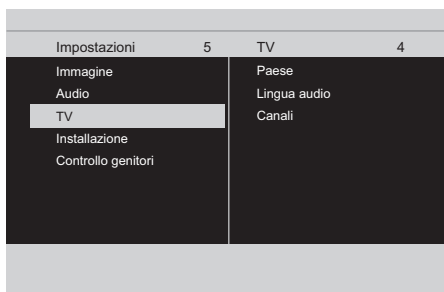 Impostazioni 5 TV 4
Immagine Paese
Audio Lingua audio
TV Canali
Installazione
Controllo genitori